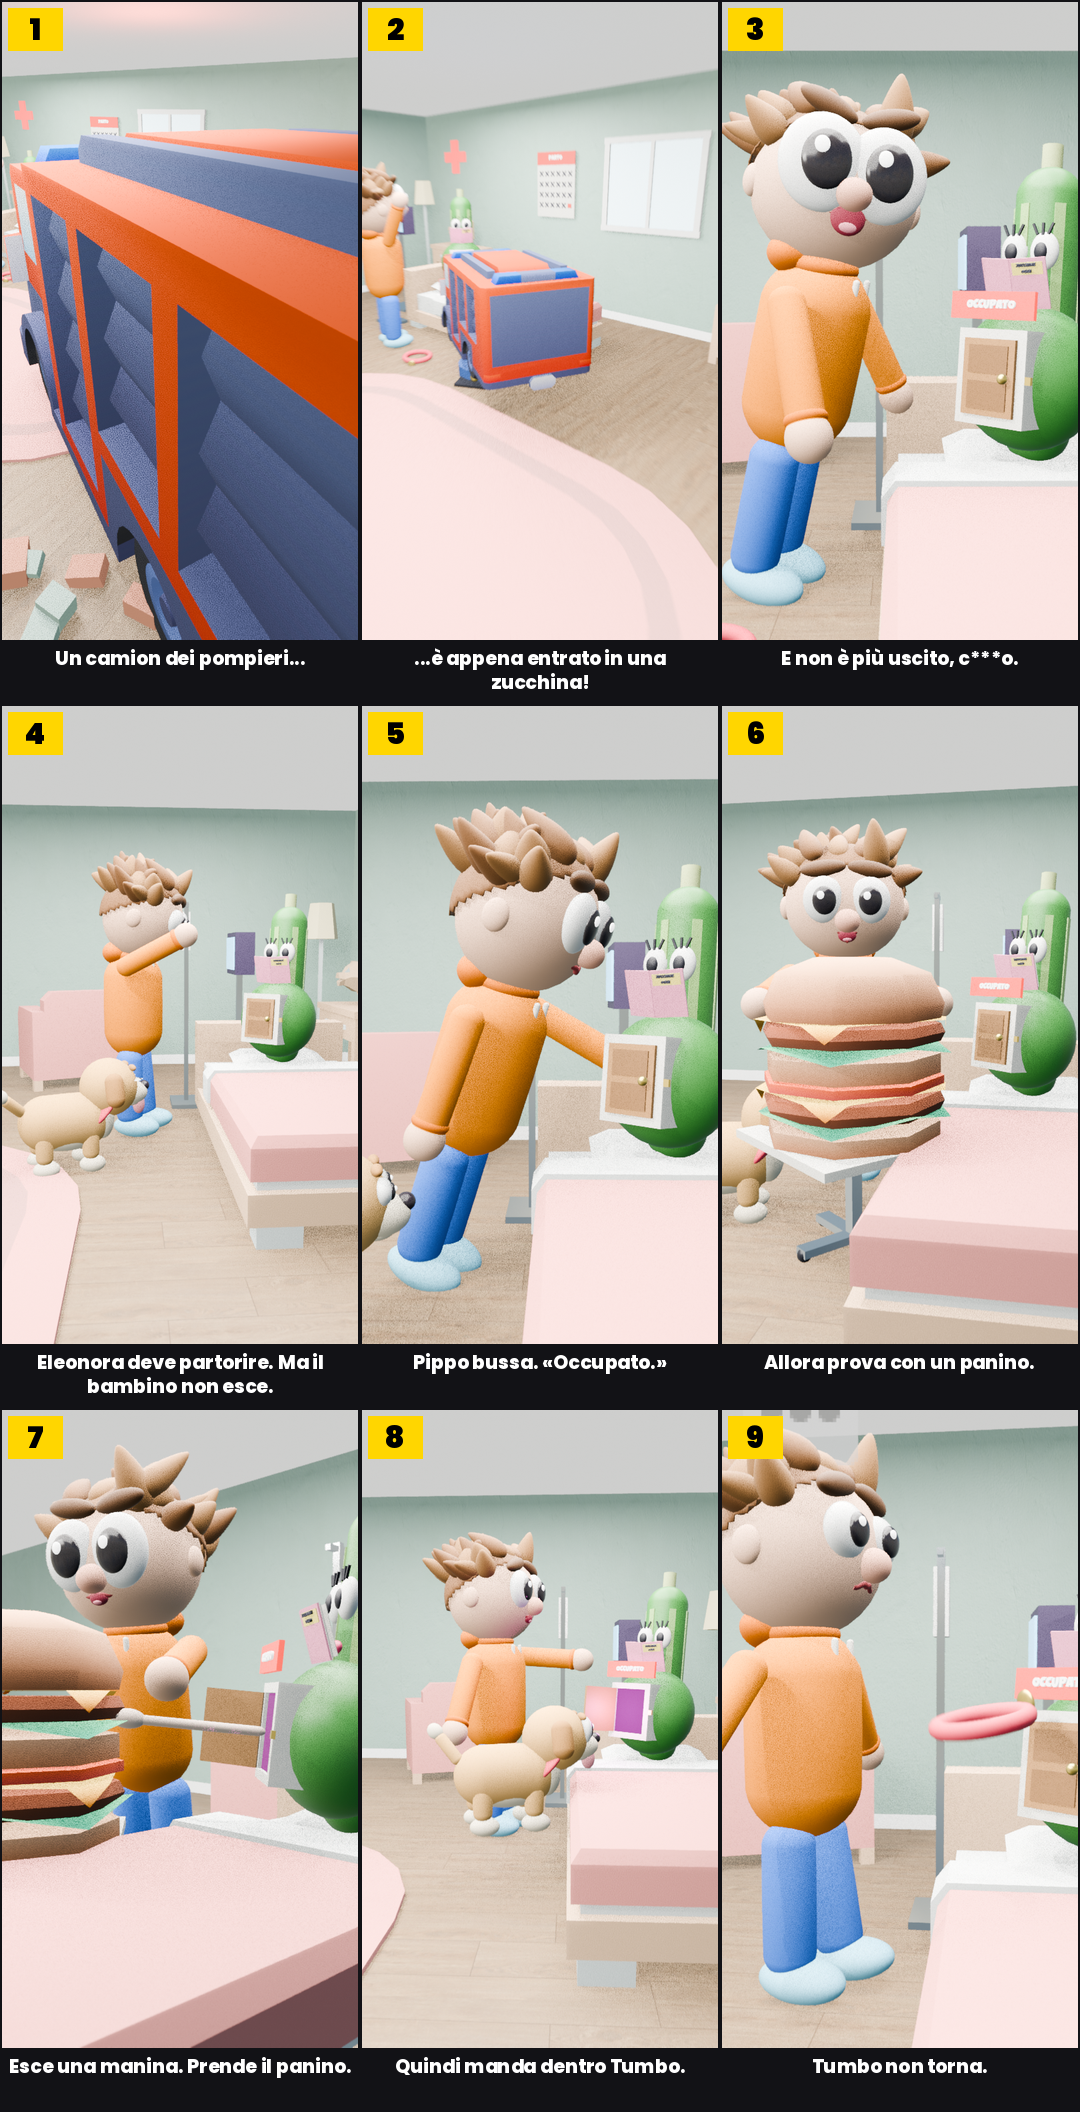 1
2
3
OCCUPATO
Un camion dei pompieri...
...è appena entrato in una
zucchina!
E non è più uscito, c***o.
4
5
6
OCCUPATO
Eleonora deve partorire. Ma il
bambino non esce.
Pippo bussa. «Occupato.»
Allora prova con un panino.
7
8
9
OCCUPATO
Esce una manina. Prende il panino.
Quindi manda dentro Tumbo.
Tumbo non torna.